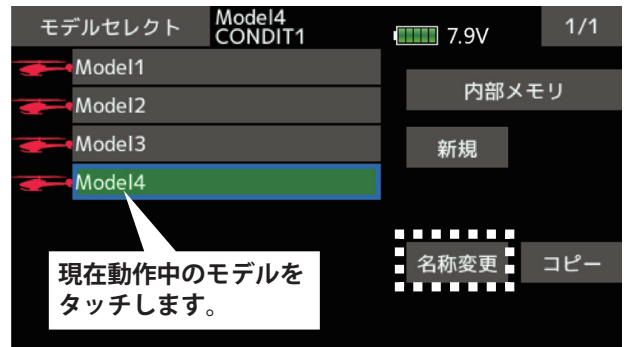 モデルセレクト
Model4
CONDIT1
7.9V
1/1
Model1
Model2
Model3
Model4
内部メモリ
新規
名称変更
コピー
現在動作中のモデルを
タッチします。